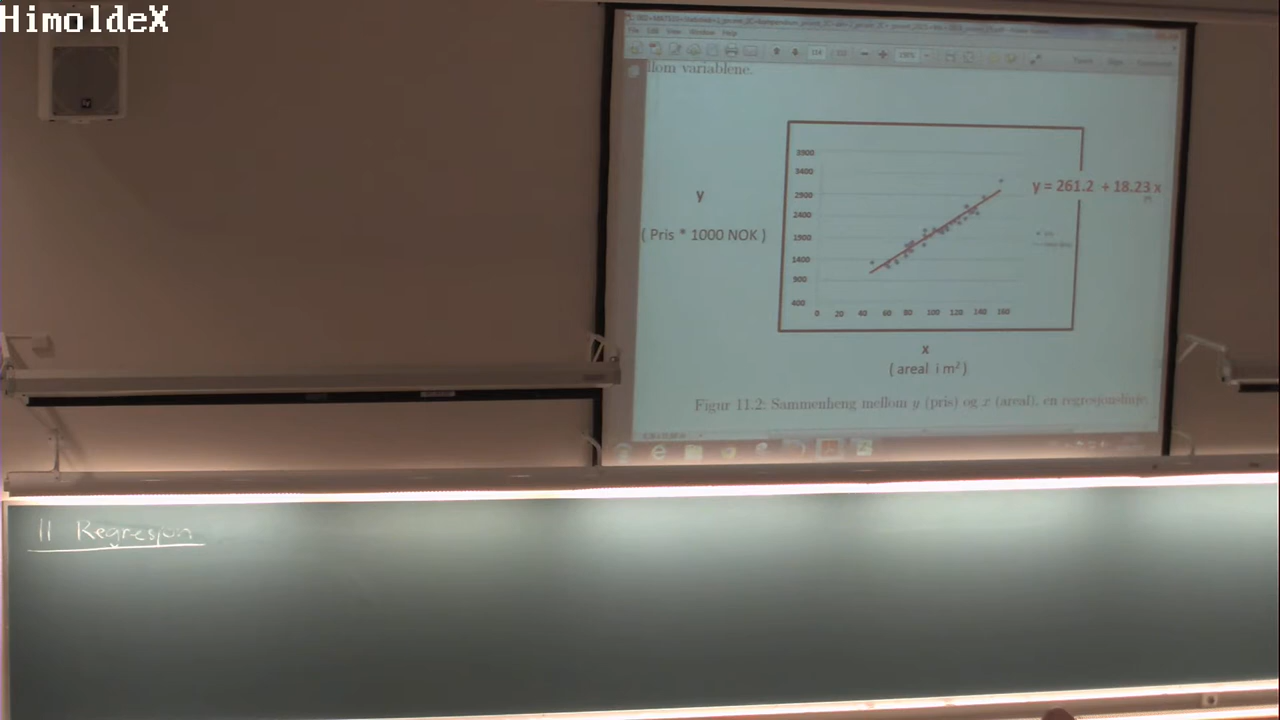 HimoldeX
llom variablene.
y
( Pris * 1000 NOK )
3900
3400
2900
2400
1900
1400
900
400
0 20 40 60 80 100 120 140 160
y = 261.2 + 18.23 x
x
( areal i m² )
Figur 11.2: Sammenheng mellom y (pris) og x (areal), en regresjonslinje
11 Regresjon